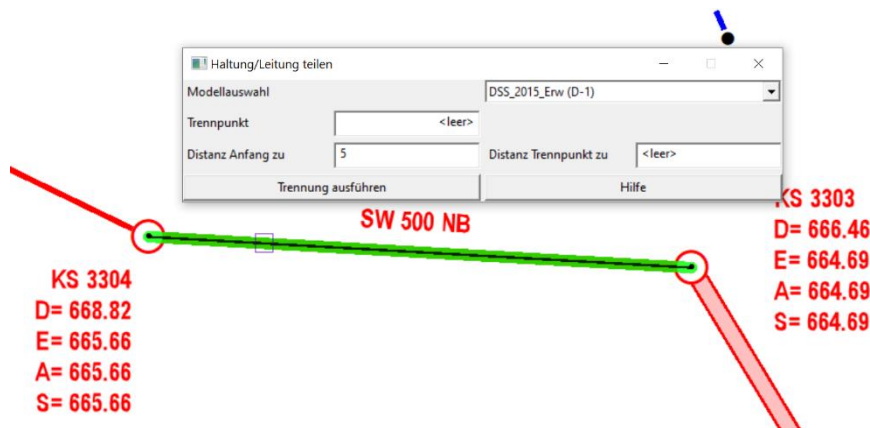 Haltung/Leitung teilen
Modellauswahl DSS_2015_Erw (D-1)
Trennpunkt <leer>
Distanz Anfang zu 5 Distanz Trennpunkt zu <leer>
Trennung ausführen Hilfe
SW 500 NB
KS 3303
D= 666.46
E= 664.69
A= 664.69
S= 664.69
KS 3304
D= 668.82
E= 665.66
A= 665.66
S= 665.66